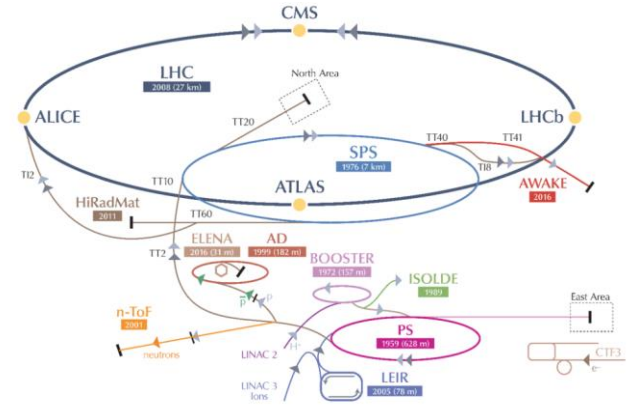 CMS
LHC
2008 (27 km)
North Area
ALICE
LHCb
TT20
TT40
TT41
SPS
1976 (7 km)
TI2
TT10
TI8
ATLAS
AWAKE
2016
HiRadMat
2011
TT60
ELENA
2016 (31 m)
AD
1999 (182 m)
TT2
BOOSTER
1972 (157 m)
ISOLDE
1989
p
p̅
East Area
n-ToF
2001
PS
1959 (628 m)
neutrons
LINAC 2
H-
CTF3
e-
LINAC 3
Ions
LEIR
2005 (78 m)